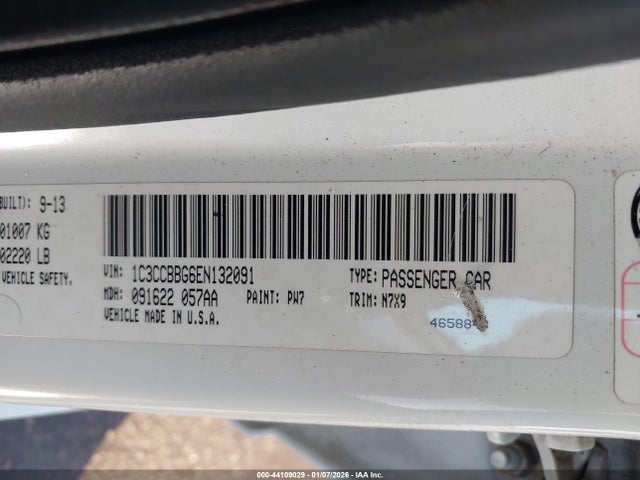 BUILT): 9-13
01007 KG
02220 LB
VEHICLE SAFETY.
VIN: 1C3CCBBG6EN132091 TYPE: PASSENGER CAR
MDH: 091622 057AA PAINT: PW7 TRIM: N7X9
VEHICLE MADE IN U.S.A.
46588
000-44109029 - 01/07/2026 - IAA Inc.